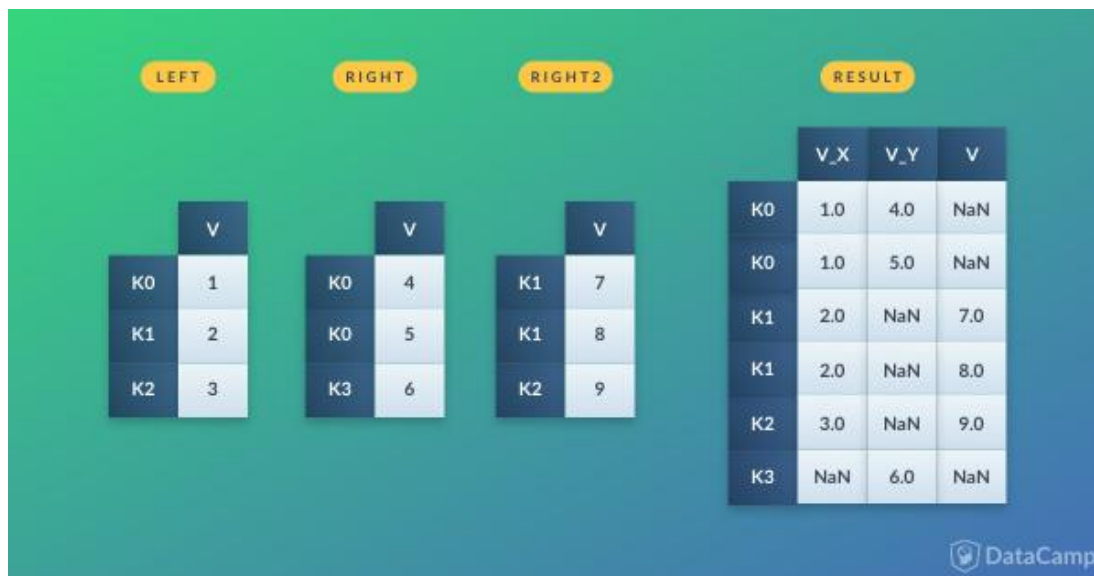 LEFT RIGHT RIGHT2 RESULT
V_X V_Y V
K0 1.0 4.0 NaN
V V V
K0 1 K0 4 K1 7 K0 1.0 5.0 NaN
K1 2 K0 5 K1 8 K1 2.0 NaN 7.0
K2 3 K3 6 K2 9 K1 2.0 NaN 8.0
K2 3.0 NaN 9.0
K3 NaN 6.0 NaN
DataCamp